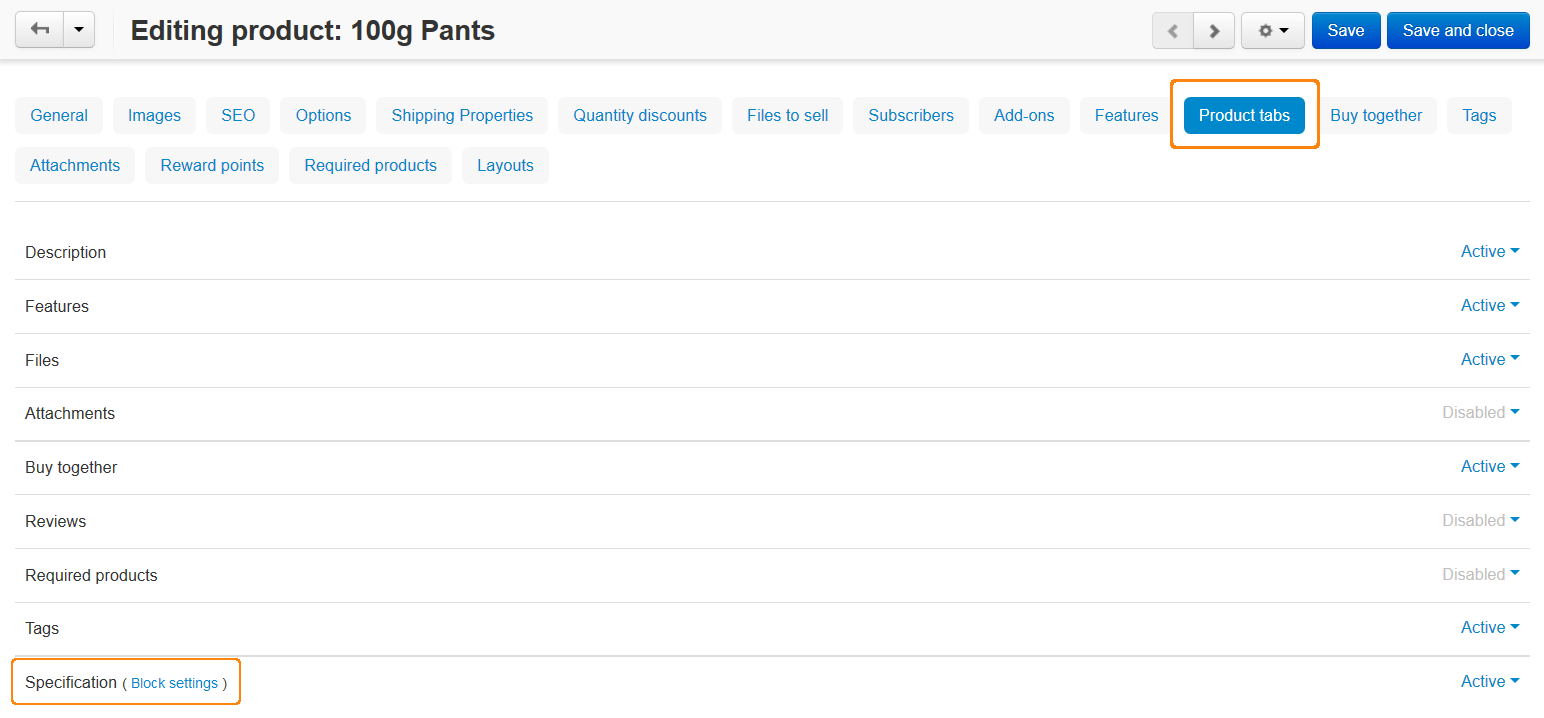 Editing product: 100g Pants Save Save and close
General Images SEO Options Shipping Properties Quantity discounts Files to sell Subscribers Add-ons Features Product tabs Buy together Tags
Attachments Reward points Required products Layouts
Description Active
Features Active
Files Active
Attachments Disabled
Buy together Active
Reviews Disabled
Required products Disabled
Tags Active
Specification ( Block settings ) Active